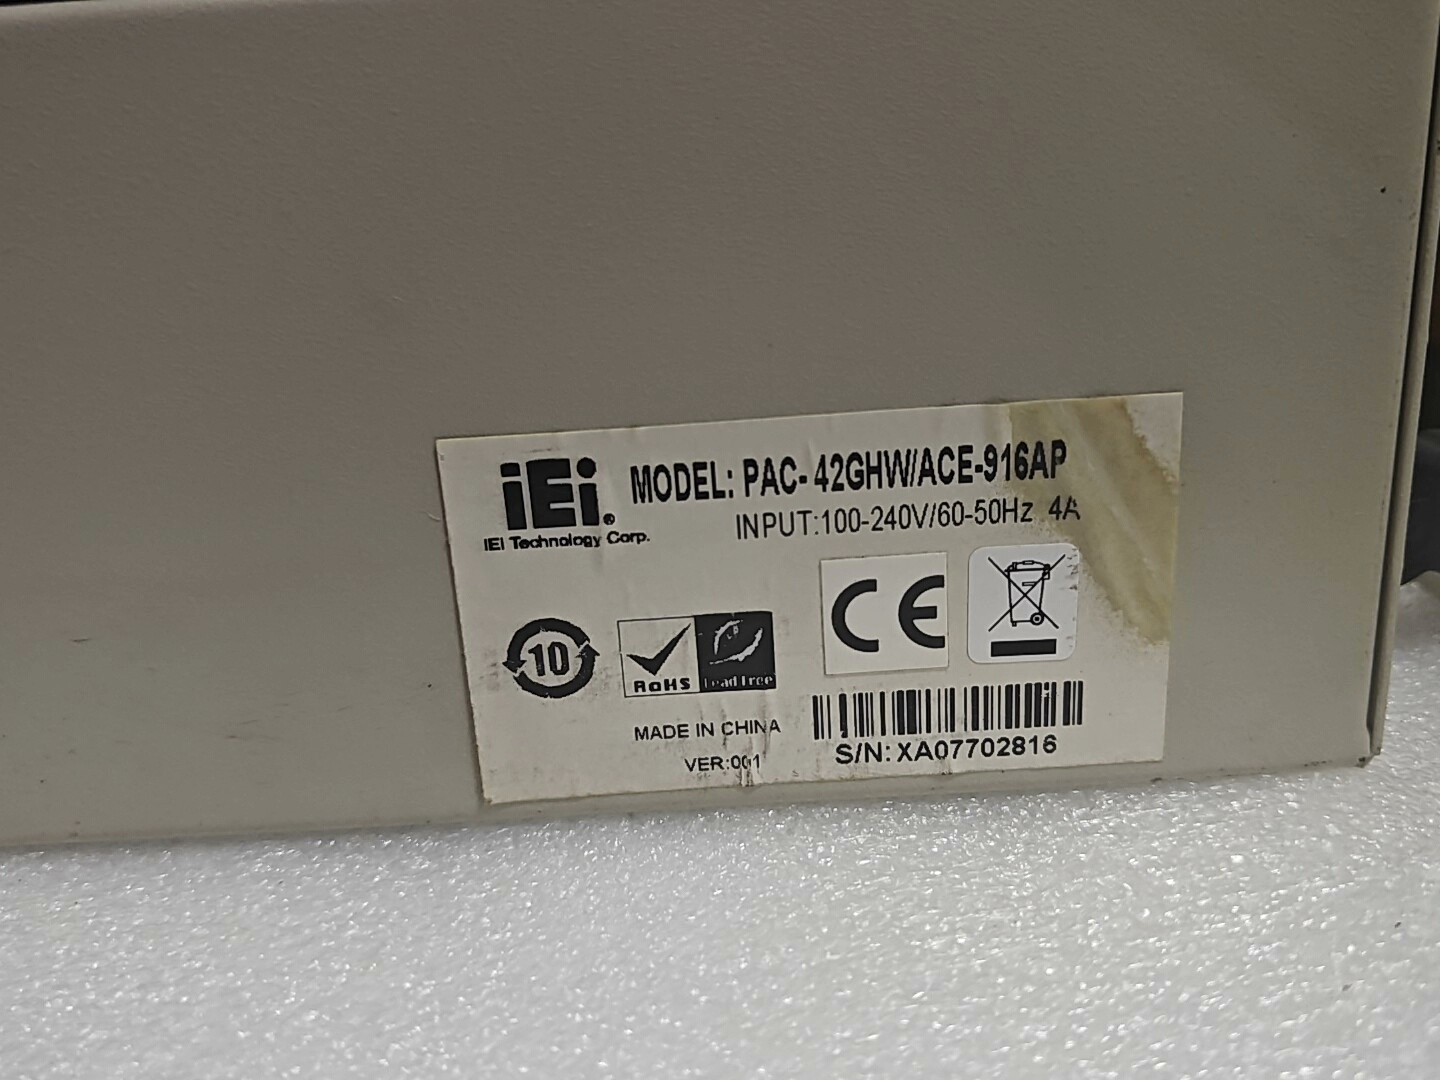 iEi®
IEI Technology Corp.
MODEL: PAC-42GHW/ACE-916AP
INPUT:100-240V/60-50Hz 4A
CE
10
RoHS
Lead Free
MADE IN CHINA
VER:001
S/N: XA07702816